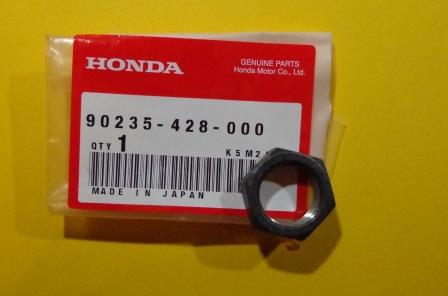 HONDA
GENUINE PARTS
Honda Motor Co., Ltd.
90235-428-000
QTY 1
K5M2
MADE IN JAPAN